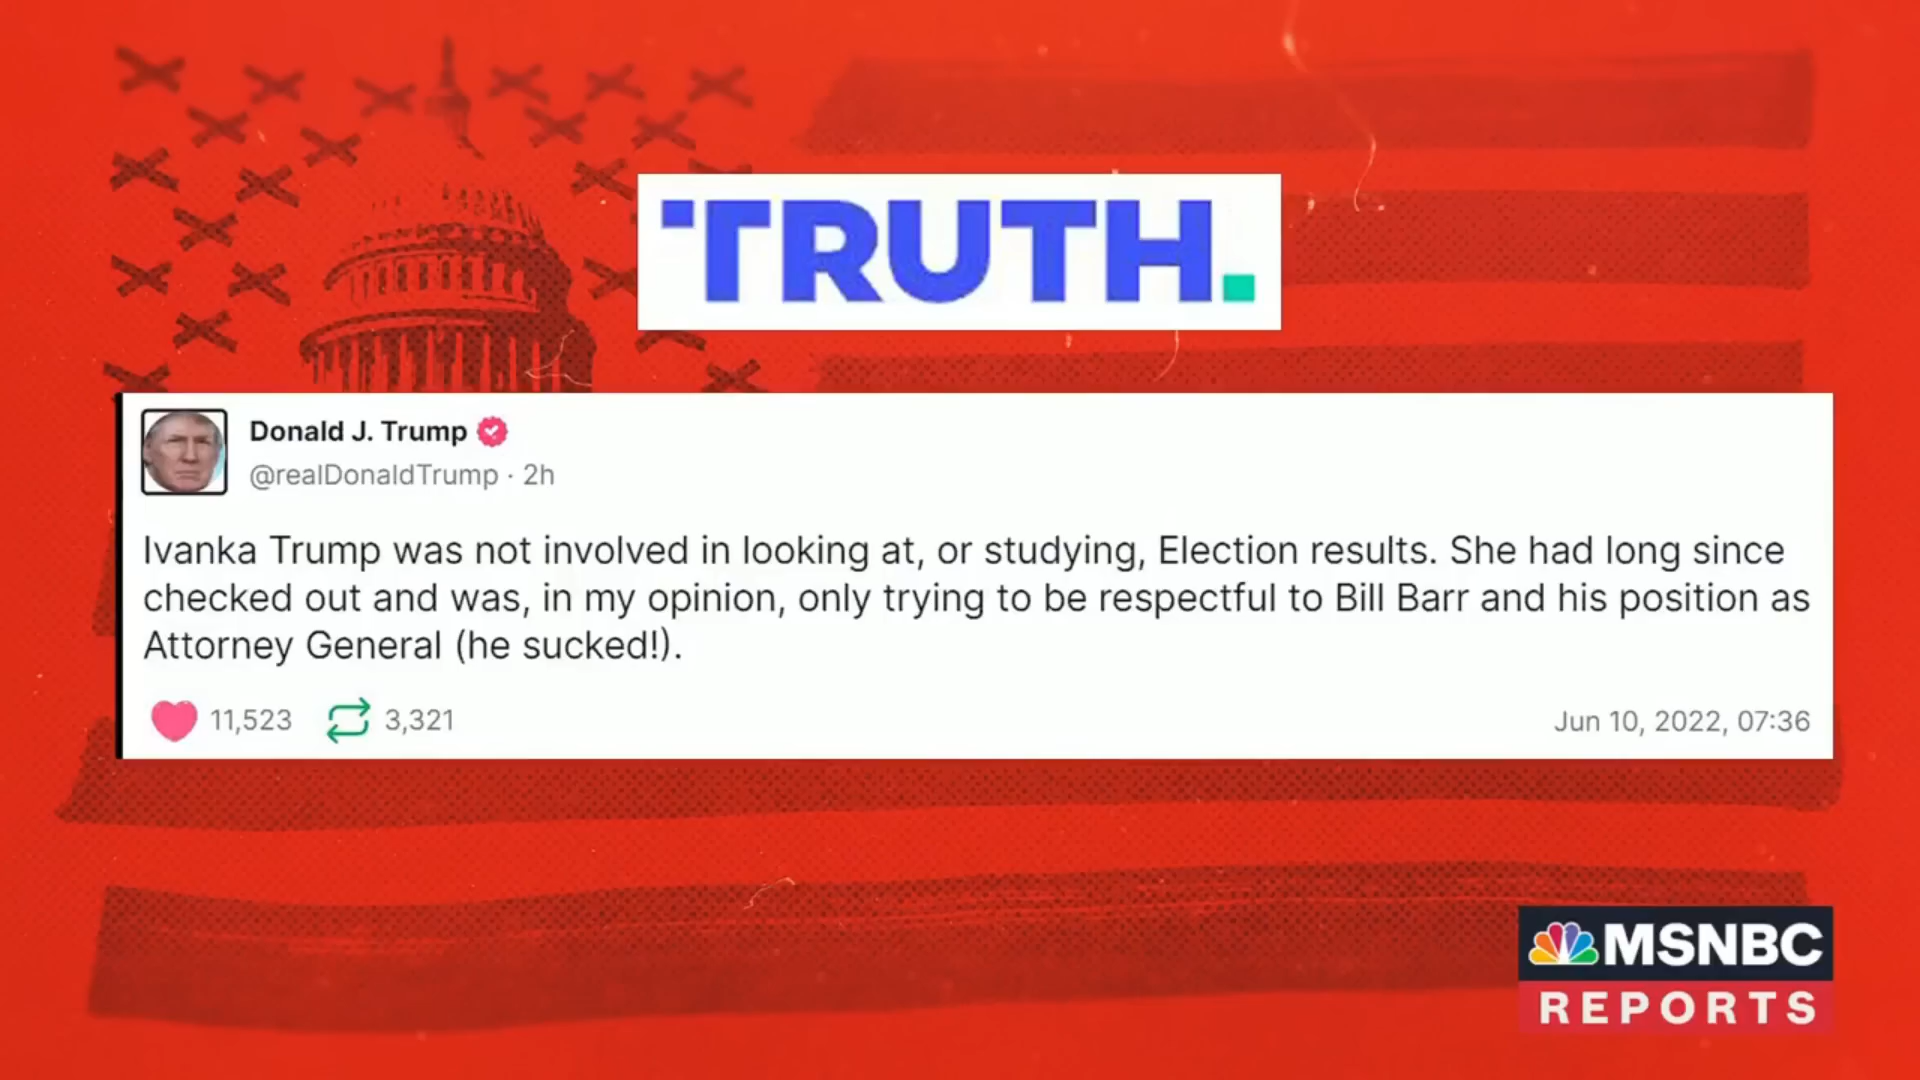 TRUTH.
Donald J. Trump
@realDonaldTrump · 2h
Ivanka Trump was not involved in looking at, or studying, Election results. She had long since
checked out and was, in my opinion, only trying to be respectful to Bill Barr and his position as
Attorney General (he sucked!).
11,523 3,321 Jun 10, 2022, 07:36
MSNBC
REPORTS